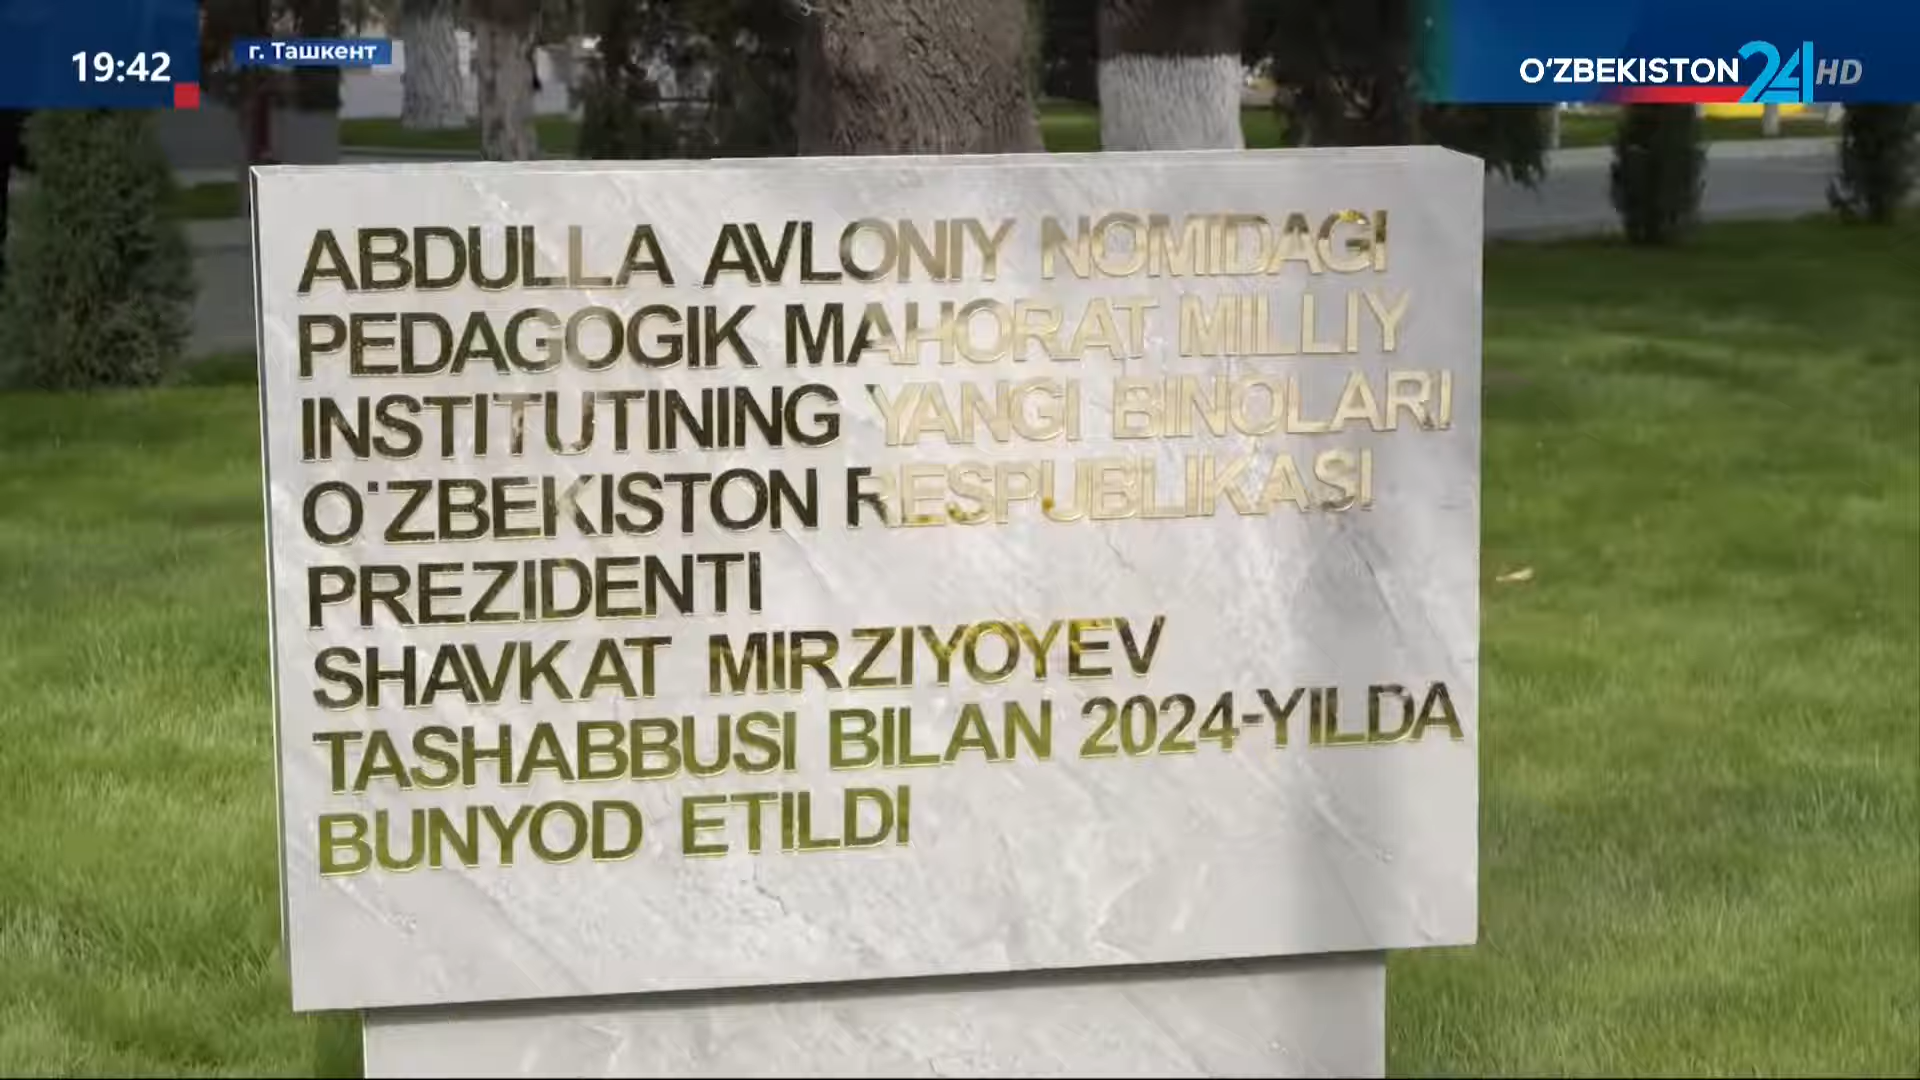 19:42
г. Ташкент
O'ZBEKISTON 24 HD
ABDULLA AVLONIY NOMIDAGI
PEDAGOGIK MAHORAT MILLIY
INSTITUTINING YANGI BINOLARI
O'ZBEKISTON RESPUBLIKASI
PREZIDENTI
SHAVKAT MIRZIYOYEV
TASHABBUSI BILAN 2024-YILDA
BUNYOD ETILDI